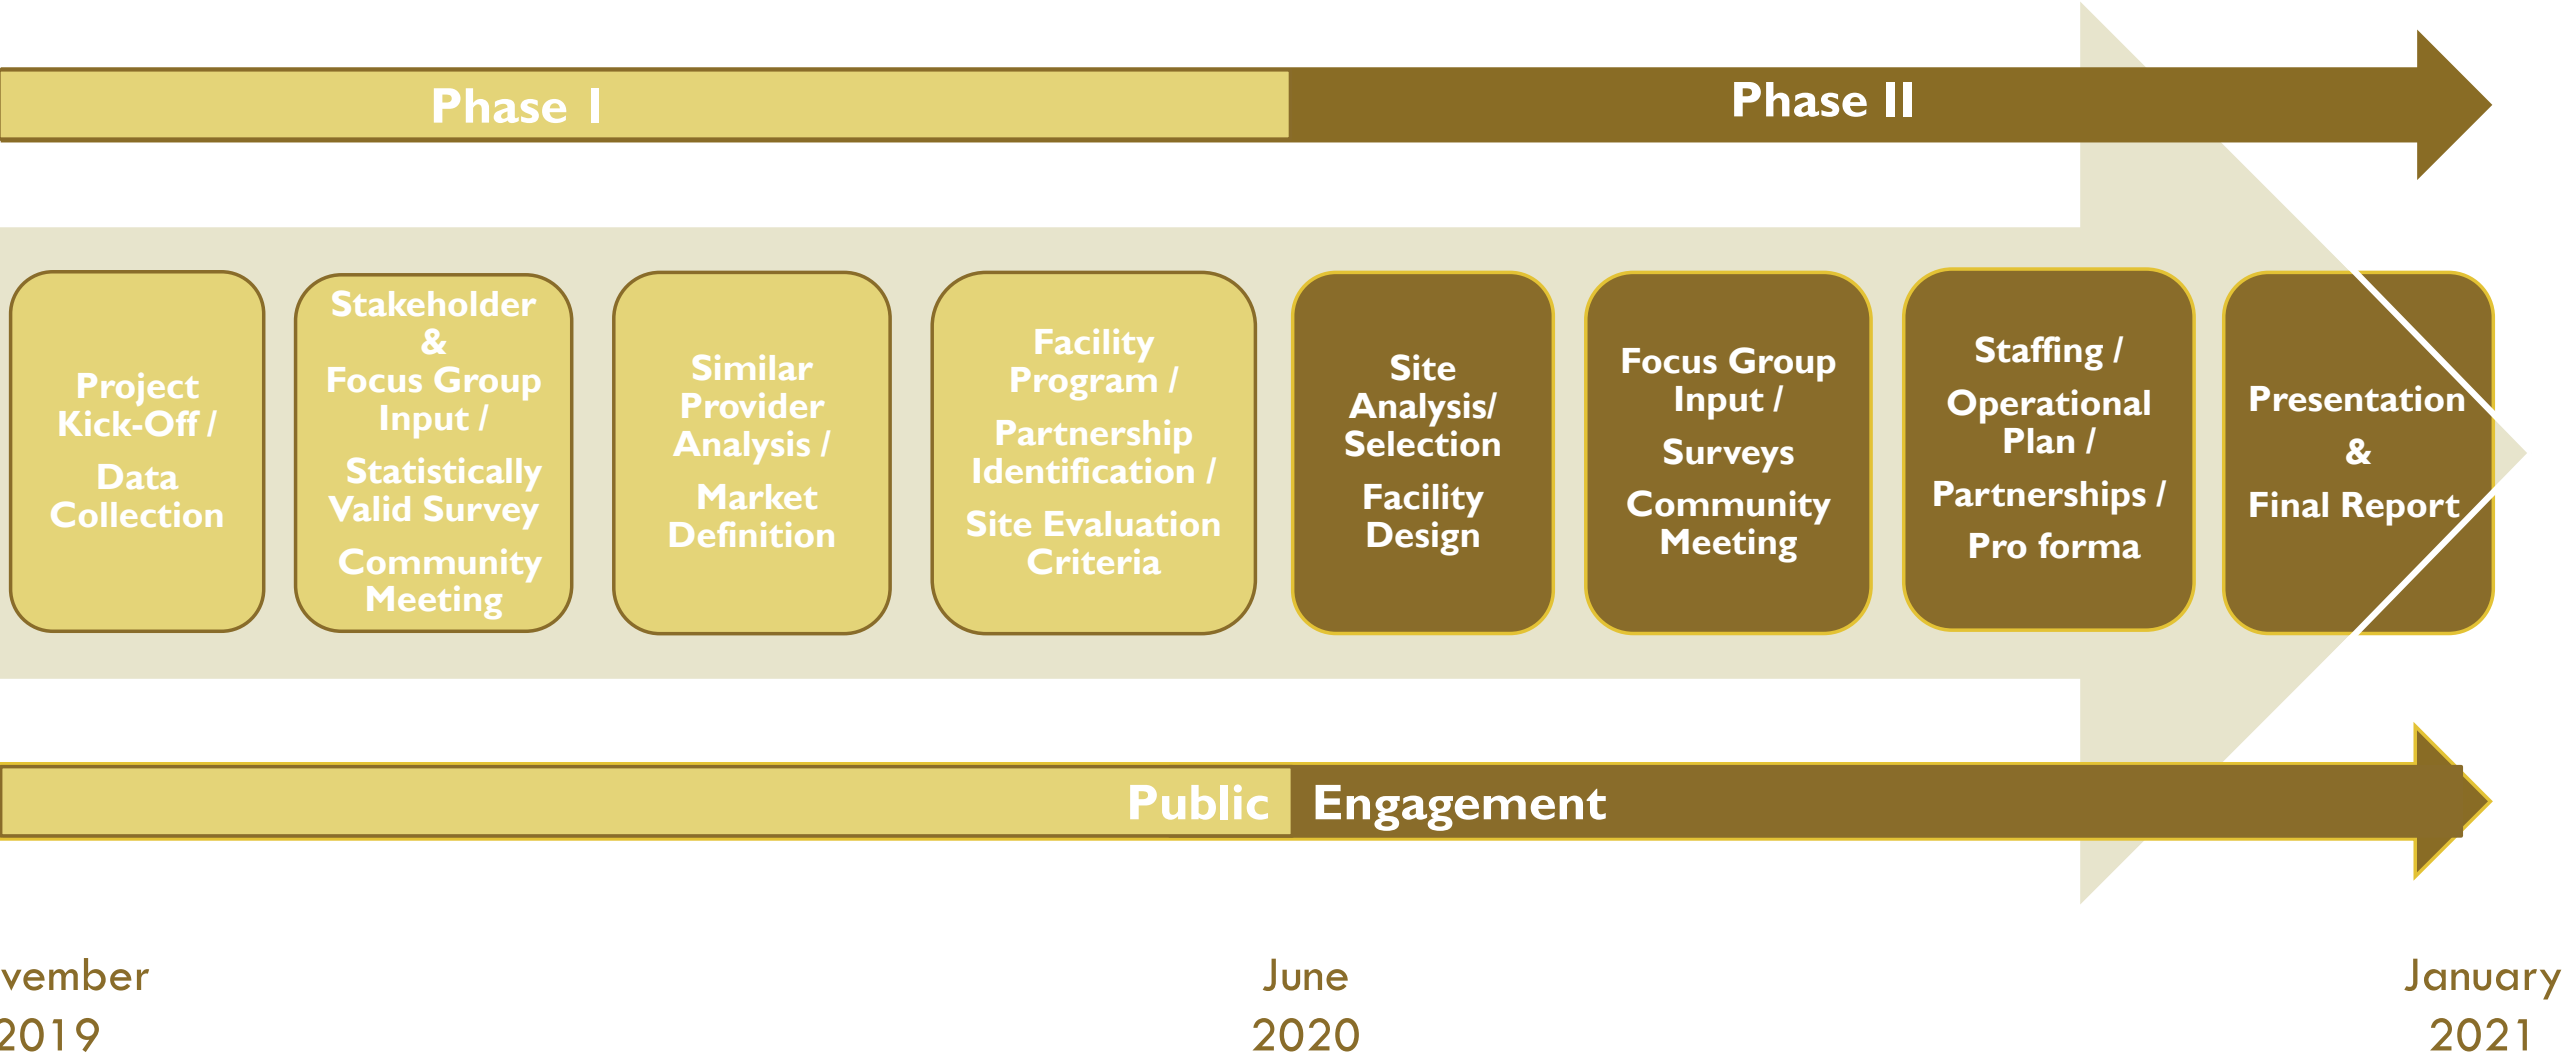 Phase I
Phase II
Project
Kick-Off /
Data
Collection
Stakeholder
&
Focus Group
Input /
Statistically
Valid Survey
Community
Meeting
Similar
Provider
Analysis /
Market
Definition
Facility
Program /
Partnership
Identification /
Site Evaluation
Criteria
Site
Analysis/
Selection
Facility
Design
Focus Group
Input /
Surveys
Community
Meeting
Staffing /
Operational
Plan /
Partnerships /
Pro forma
Presentation
&
Final Report
Public Engagement
vember
2019
June
2020
January
2021